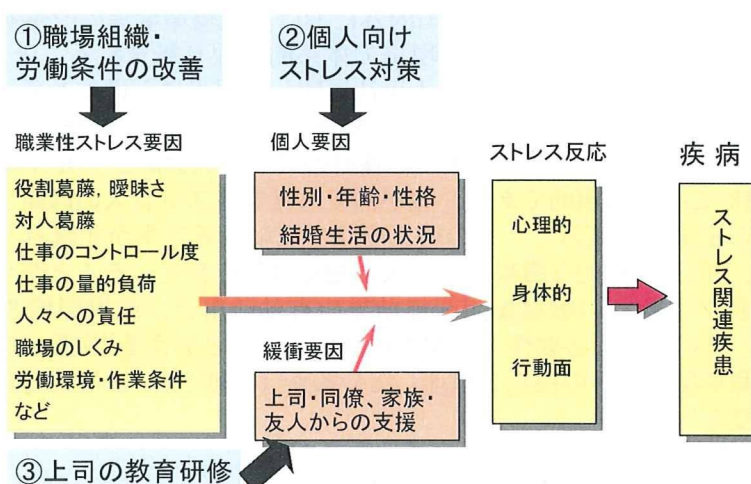 ①職場組織・
労働条件の改善
②個人向け
ストレス対策
職業性ストレス要因
役割葛藤, 曖昧さ
対人葛藤
仕事のコントロール度
仕事の量的負荷
人々への責任
職場のしくみ
労働環境・作業条件
など
個人要因
性別・年齢・性格
結婚生活の状況
緩衝要因
上司・同僚、家族・
友人からの支援
③上司の教育研修
ストレス反応
心理的
身体的
行動面
疾病
ストレス関連疾患